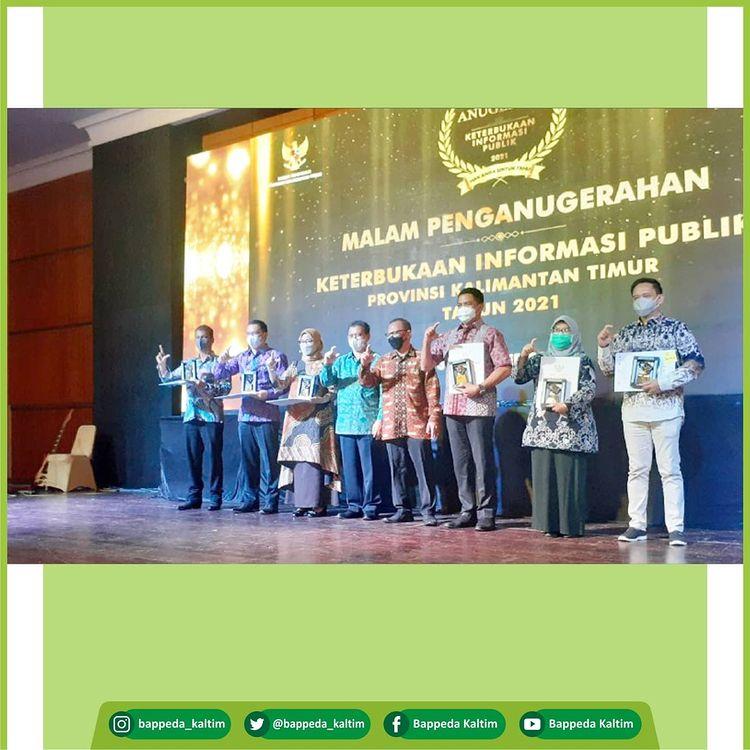 ANUGERAH
KETERBUKAAN
INFORMASI
PUBLIK
2021
MALAM PENGANUGERAHAN
KETERBUKAAN INFORMASI PUBLIK
PROVINSI KALIMANTAN TIMUR
TAHUN 2021
bappeda_kaltim
@bappeda_kaltim
Bappeda Kaltim
Bappeda Kaltim